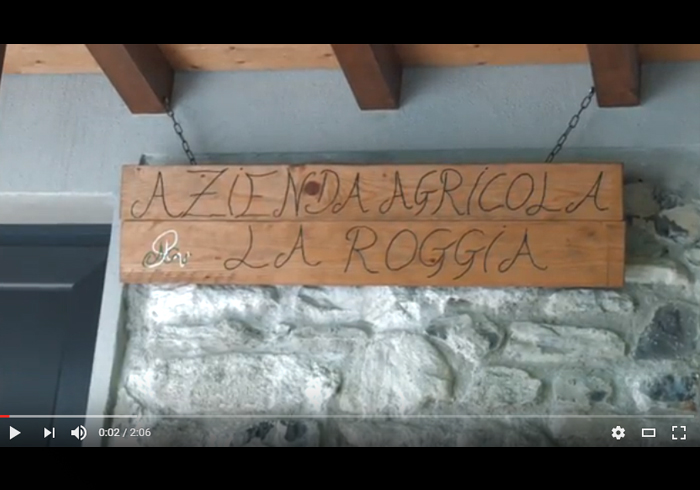 AZIENDA AGRICOLA
LA ROGGIA
0:02 / 2:06